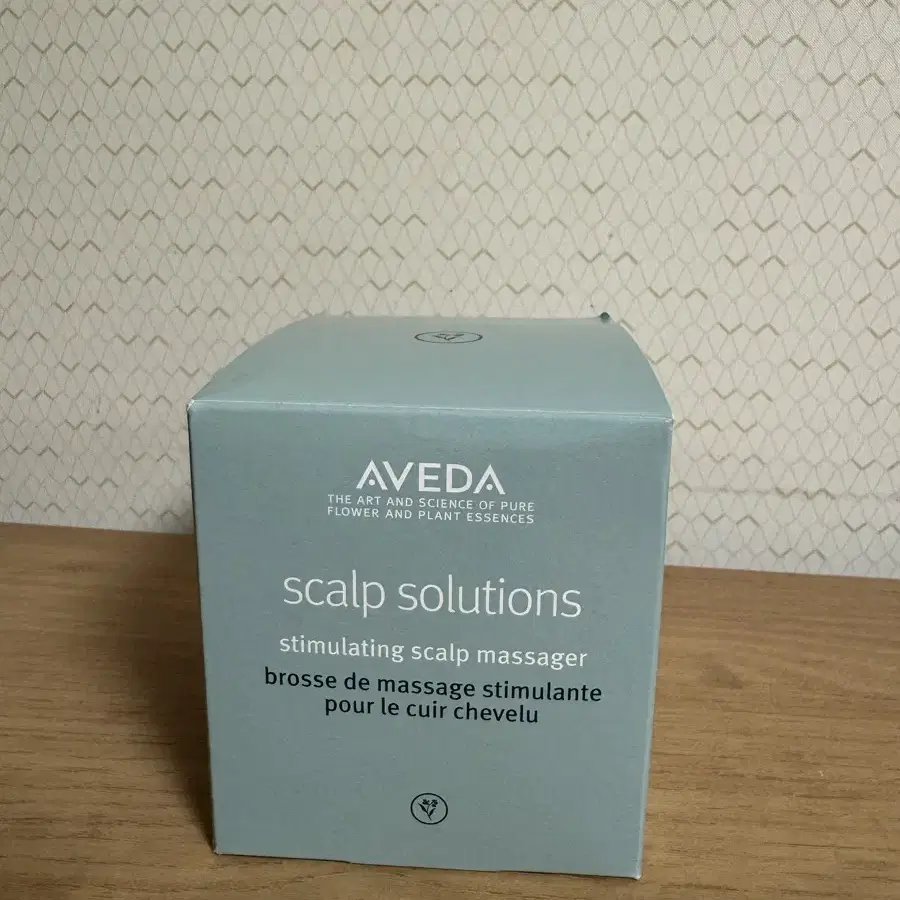 AVEDA
THE ART AND SCIENCE OF PURE
FLOWER AND PLANT ESSENCES
scalp solutions
stimulating scalp massager
brosse de massage stimulante
pour le cuir chevelu